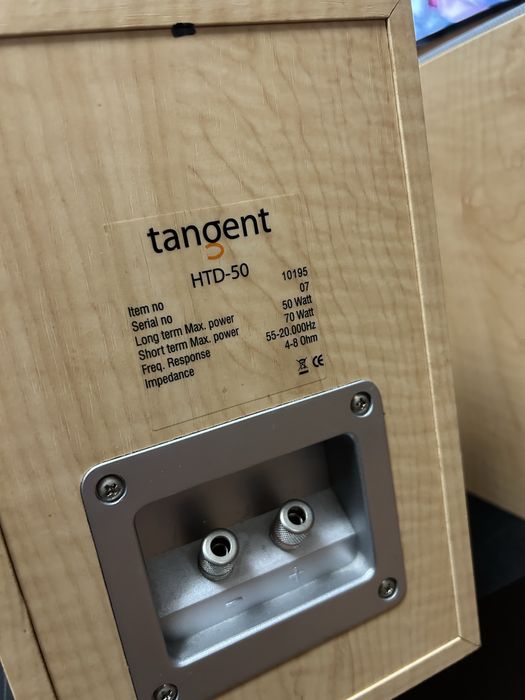 tangent
HTD-50
Item no 10195
Serial no 07
Long term Max. power 50 Watt
Short term Max. power 70 Watt
Freq. Response 55-20.000Hz
Impedance 4-8 Ohm
CE
- +